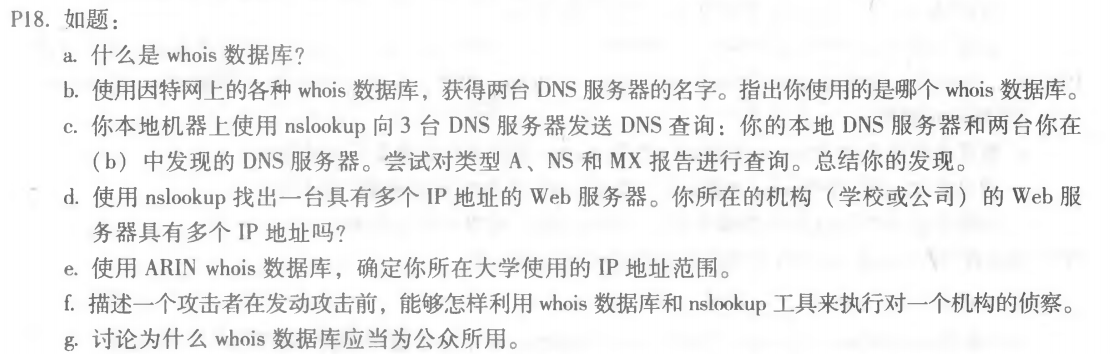 P18. 如题：
a. 什么是 whois 数据库?
b. 使用因特网上的各种 whois 数据库，获得两台 DNS 服务器的名字。指出你使用的是哪个 whois 数据库。
c. 你本地机器上使用 nslookup 向 3 台 DNS 服务器发送 DNS 查询：你的本地 DNS 服务器和两台你在
（b）中发现的 DNS 服务器。尝试对类型 A、NS 和 MX 报告进行查询。总结你的发现。
d. 使用 nslookup 找出一台具有多个 IP 地址的 Web 服务器。你所在的机构（学校或公司）的 Web 服
务器具有多个 IP 地址吗?
e. 使用 ARIN whois 数据库，确定你所在大学使用的 IP 地址范围。
f. 描述一个攻击者在发动攻击前，能够怎样利用 whois 数据库和 nslookup 工具来执行对一个机构的侦察。
g. 讨论为什么 whois 数据库应当为公众所用。